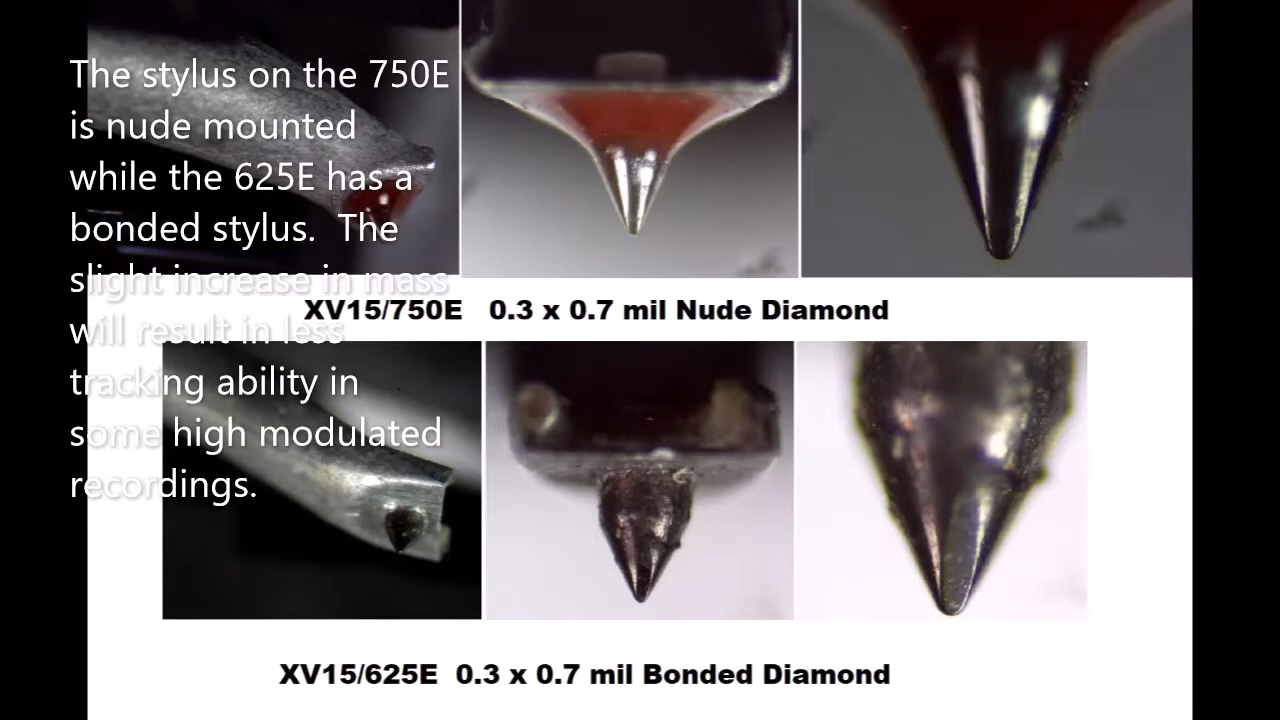 The stylus on the 750E
is nude mounted
while the 625E has a
bonded stylus.  The
slight increase in mass
will result in less
tracking ability in
some high modulated
recordings.
XV15/750E   0.3 x 0.7 mil Nude Diamond
XV15/625E  0.3 x 0.7 mil Bonded Diamond